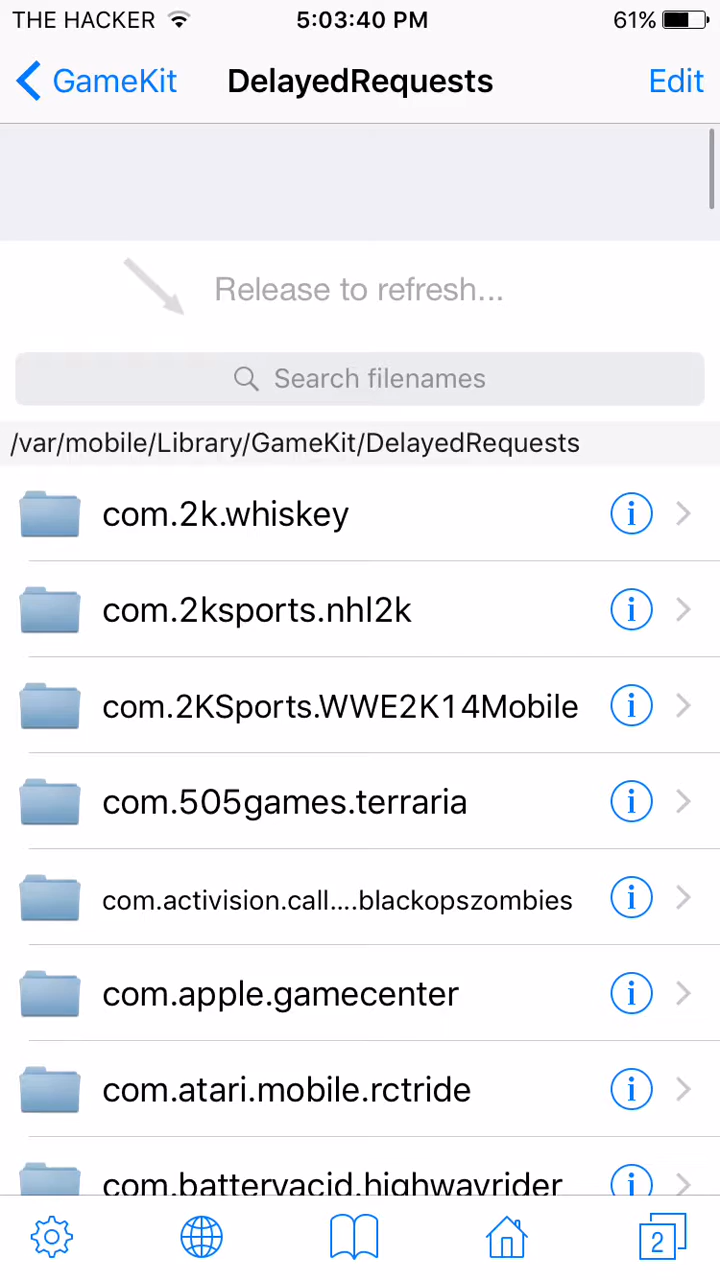 THE HACKER 5:03:40 PM 61%
GameKit DelayedRequests Edit
Release to refresh...
Search filenames
/var/mobile/Library/GameKit/DelayedRequests
com.2k.whiskey
com.2ksports.nhl2k
com.2KSports.WWE2K14Mobile
com.505games.terraria
com.activision.call....blackopszombies
com.apple.gamecenter
com.atari.mobile.rctride
com.batteryacid.highwayrider
2